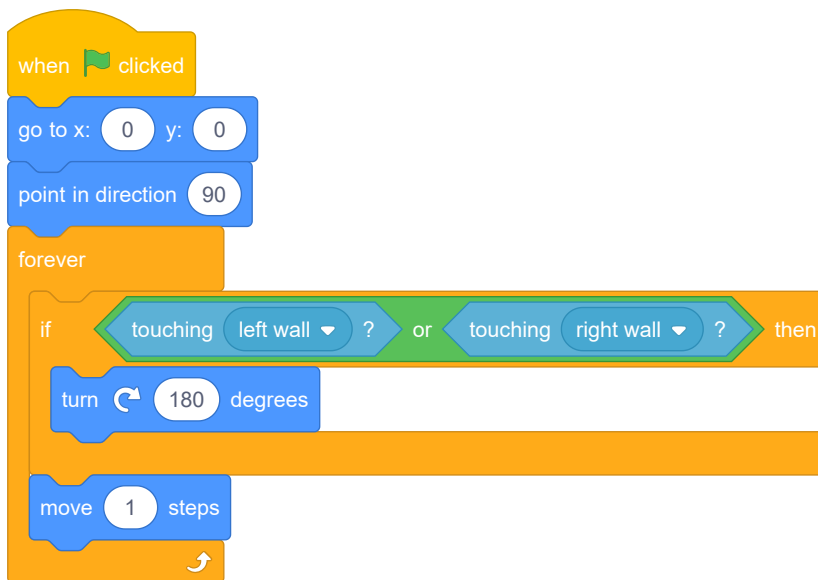 when clicked
go to x: 0 y: 0
point in direction 90
forever
if touching left wall ? or touching right wall ? then
turn 180 degrees
move 1 steps